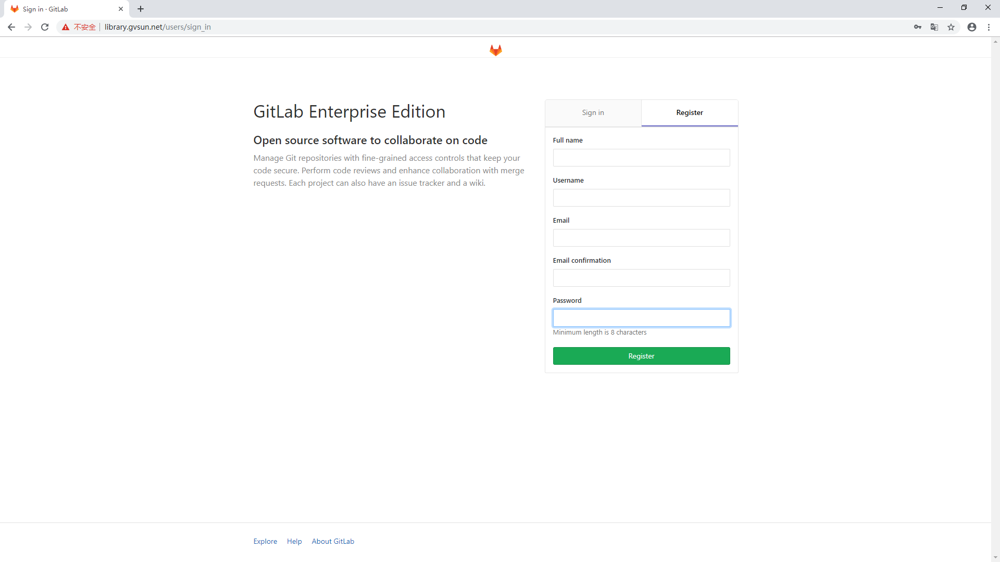 Sign in · GitLab
不安全 library.gvsun.net/users/sign_in
GitLab Enterprise Edition
Open source software to collaborate on code
Manage Git repositories with fine-grained access controls that keep your
code secure. Perform code reviews and enhance collaboration with merge
requests. Each project can also have an issue tracker and a wiki.
Sign in
Register
Full name
Username
Email
Email confirmation
Password
Minimum length is 8 characters
Register
Explore Help About GitLab